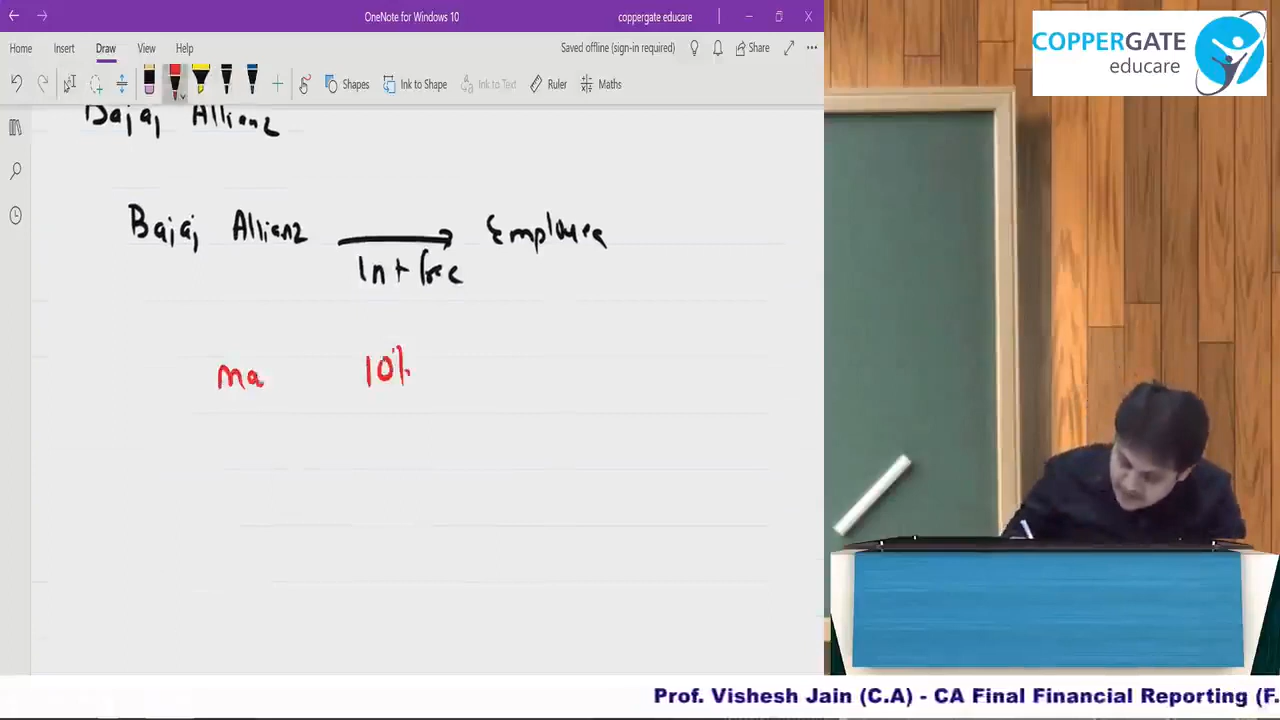 OneNote for Windows 10
coppergate educare
Home Insert Draw View Help
Saved offline (sign-in required)
Share
Shapes
Ink to Shape
Ink to Text
Ruler
Maths
COPPERGATE
educare
Bajaj Allianz
Bajaj Allianz
Employee
Int free
Ma 10%
Prof. Vishesh Jain (C.A) - CA Final Financial Reporting (F.